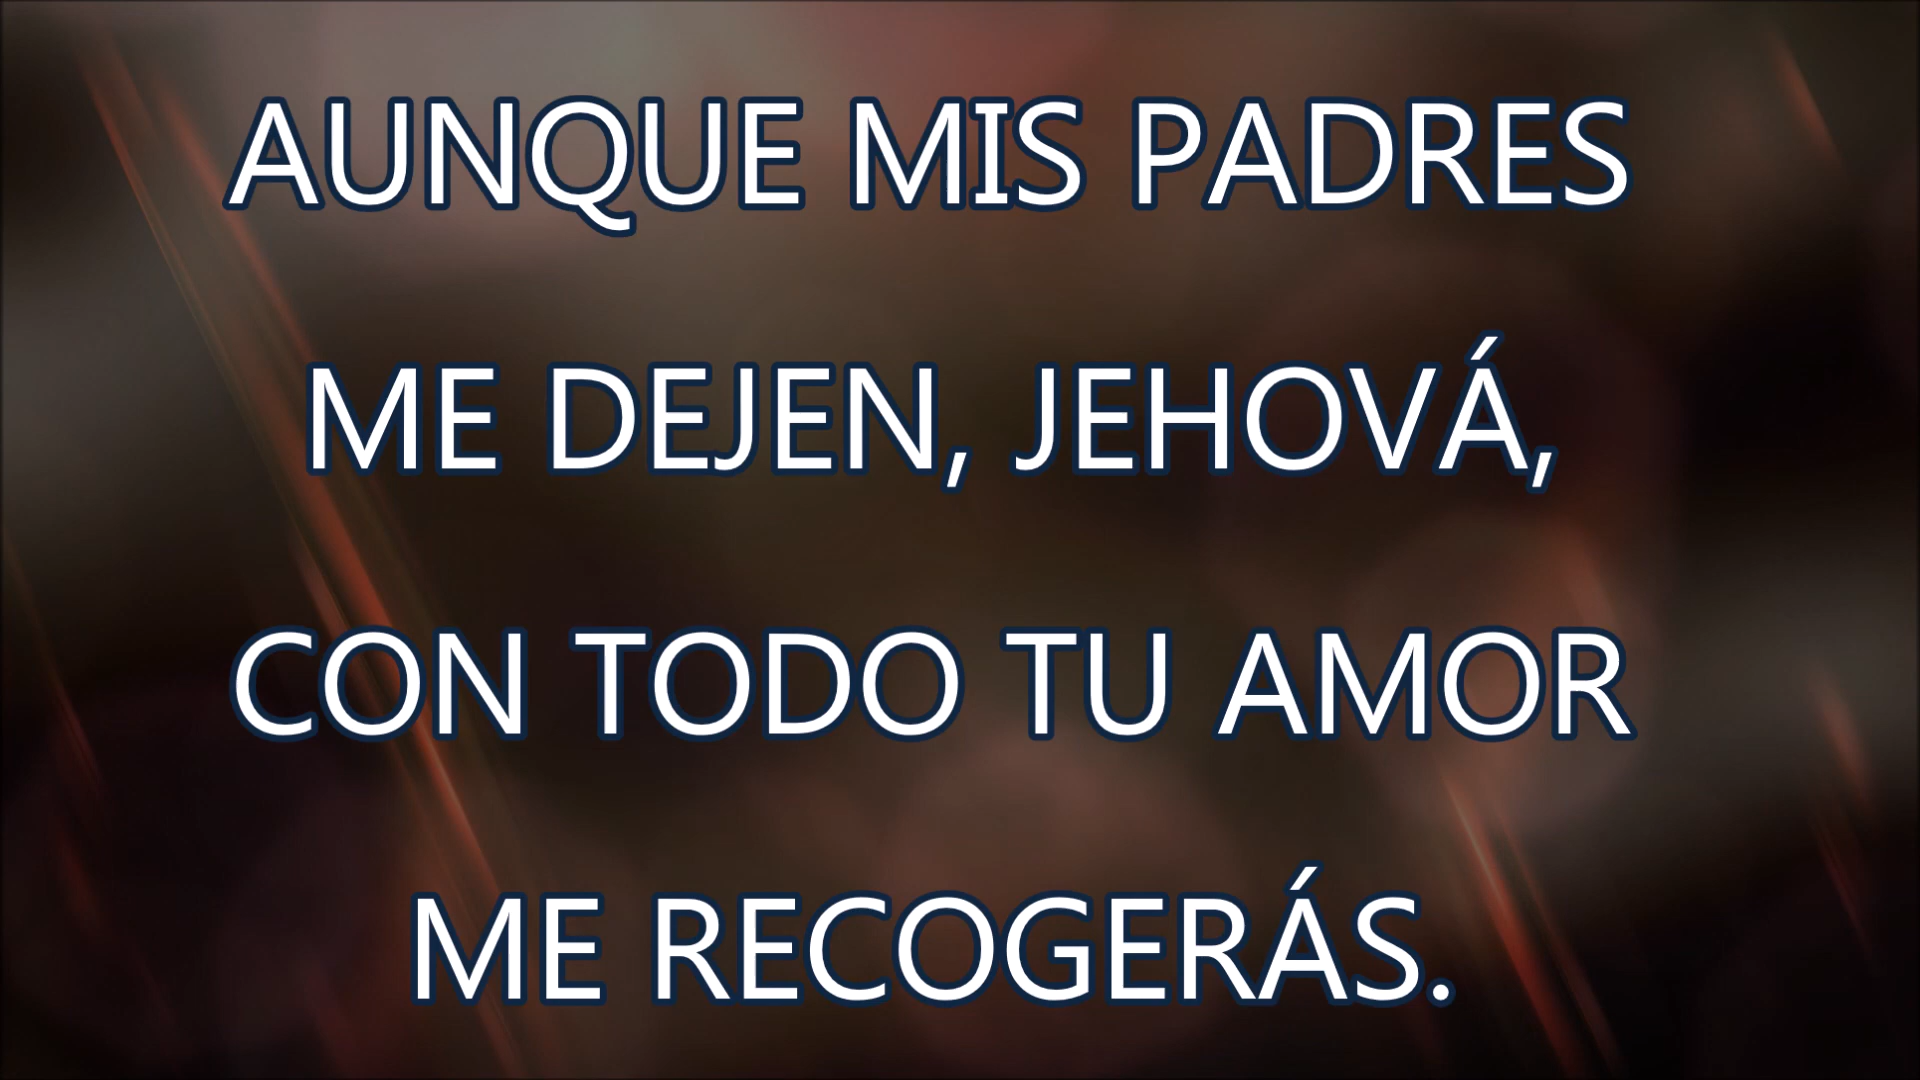 AUNQUE MIS PADRES
ME DEJEN, JEHOVÁ,
CON TODO TU AMOR
ME RECOGERÁS.